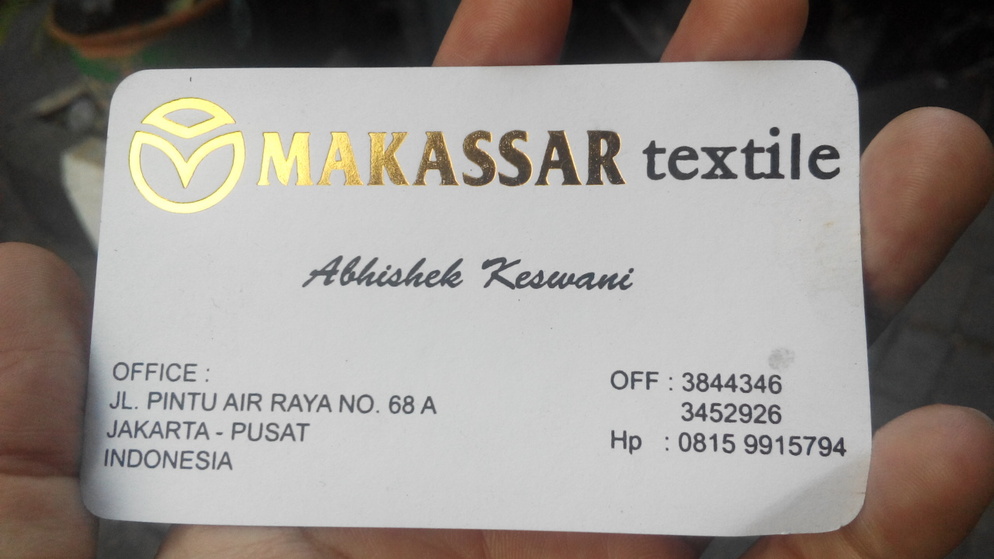 MAKASSAR textile
Abhishek Keswani
OFFICE :
JL. PINTU AIR RAYA NO. 68 A
JAKARTA - PUSAT
INDONESIA
OFF : 3844346
3452926
Hp : 0815 9915794